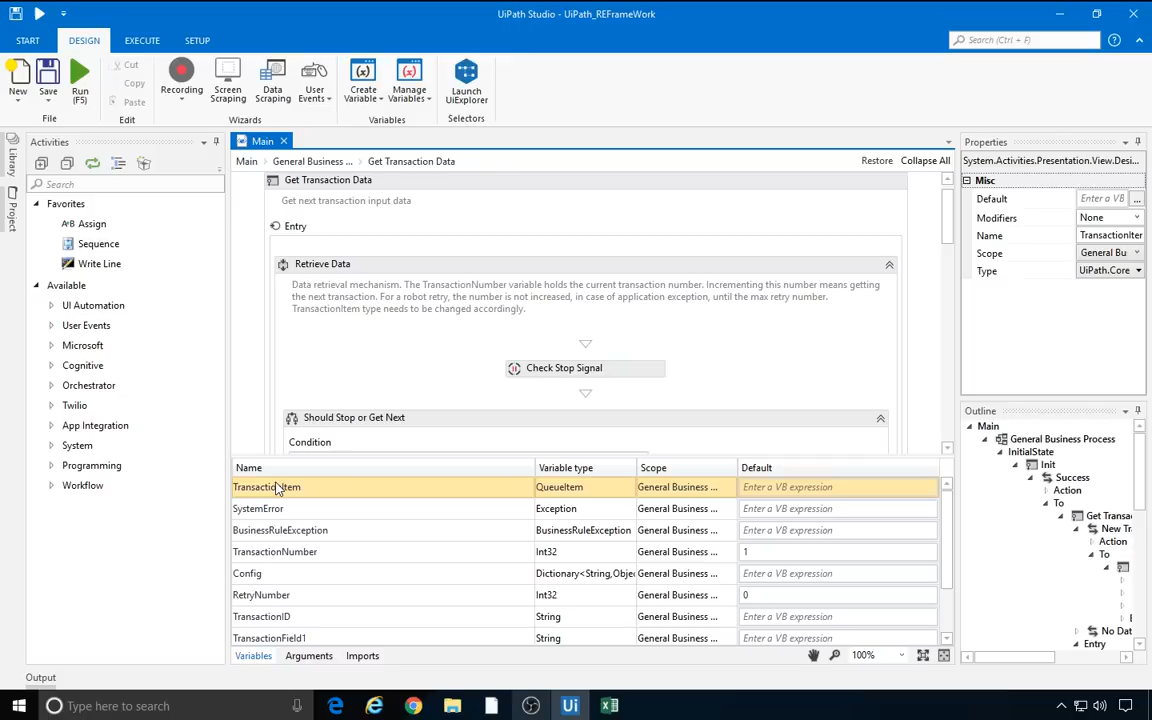 UiPath Studio - UiPath_REFrameWork
START
DESIGN
EXECUTE
SETUP
Search (Ctrl + F)
New
Save
Run
(F5)
Cut
Copy
Paste
Recording
Screen
Scraping
Data
Scraping
User
Events
Create
Variable
Manage
Variables
Launch
UiExplorer
File
Edit
Wizards
Variables
Selectors
Library
Project
Activities
Search
Favorites
A+B Assign
Sequence
Write Line
Available
UI Automation
User Events
Microsoft
Cognitive
Orchestrator
Twilio
App Integration
System
Programming
Workflow
Main
Main
General Business ...
Get Transaction Data
Restore
Collapse All
Get Transaction Data
Get next transaction input data
Entry
Retrieve Data
Data retrieval mechanism. The TransactionNumber variable holds the current transaction number. Incrementing this number means getting
the next transaction. For a robot retry, the number is not increased, in case of application exception, until the max retry number.
TransactionItem type needs to be changed accordingly.
Check Stop Signal
Should Stop or Get Next
Condition
Name Variable type Scope Default
TransactionItem QueueItem General Business ... Enter a VB expression
SystemError Exception General Business ... Enter a VB expression
BusinessRuleException BusinessRuleException General Business ... Enter a VB expression
TransactionNumber Int32 General Business ... 1
Config Dictionary<String,Obje General Business ... Enter a VB expression
RetryNumber Int32 General Business ... 0
TransactionID String General Business ... Enter a VB expression
TransactionField1 String General Business ... Enter a VB expression
Variables
Arguments
Imports
100%
Properties
System.Activities.Presentation.View.Desi...
Misc
Default Enter a VB ...
Modifiers None
Name TransactionIter
Scope General Bu
Type UiPath.Core
Outline
Main
General Business Process
InitialState
Init
Success
Action
To
Get Transac
New Tr
Action
To
No Dat
Entry
Output
Type here to search
Ui